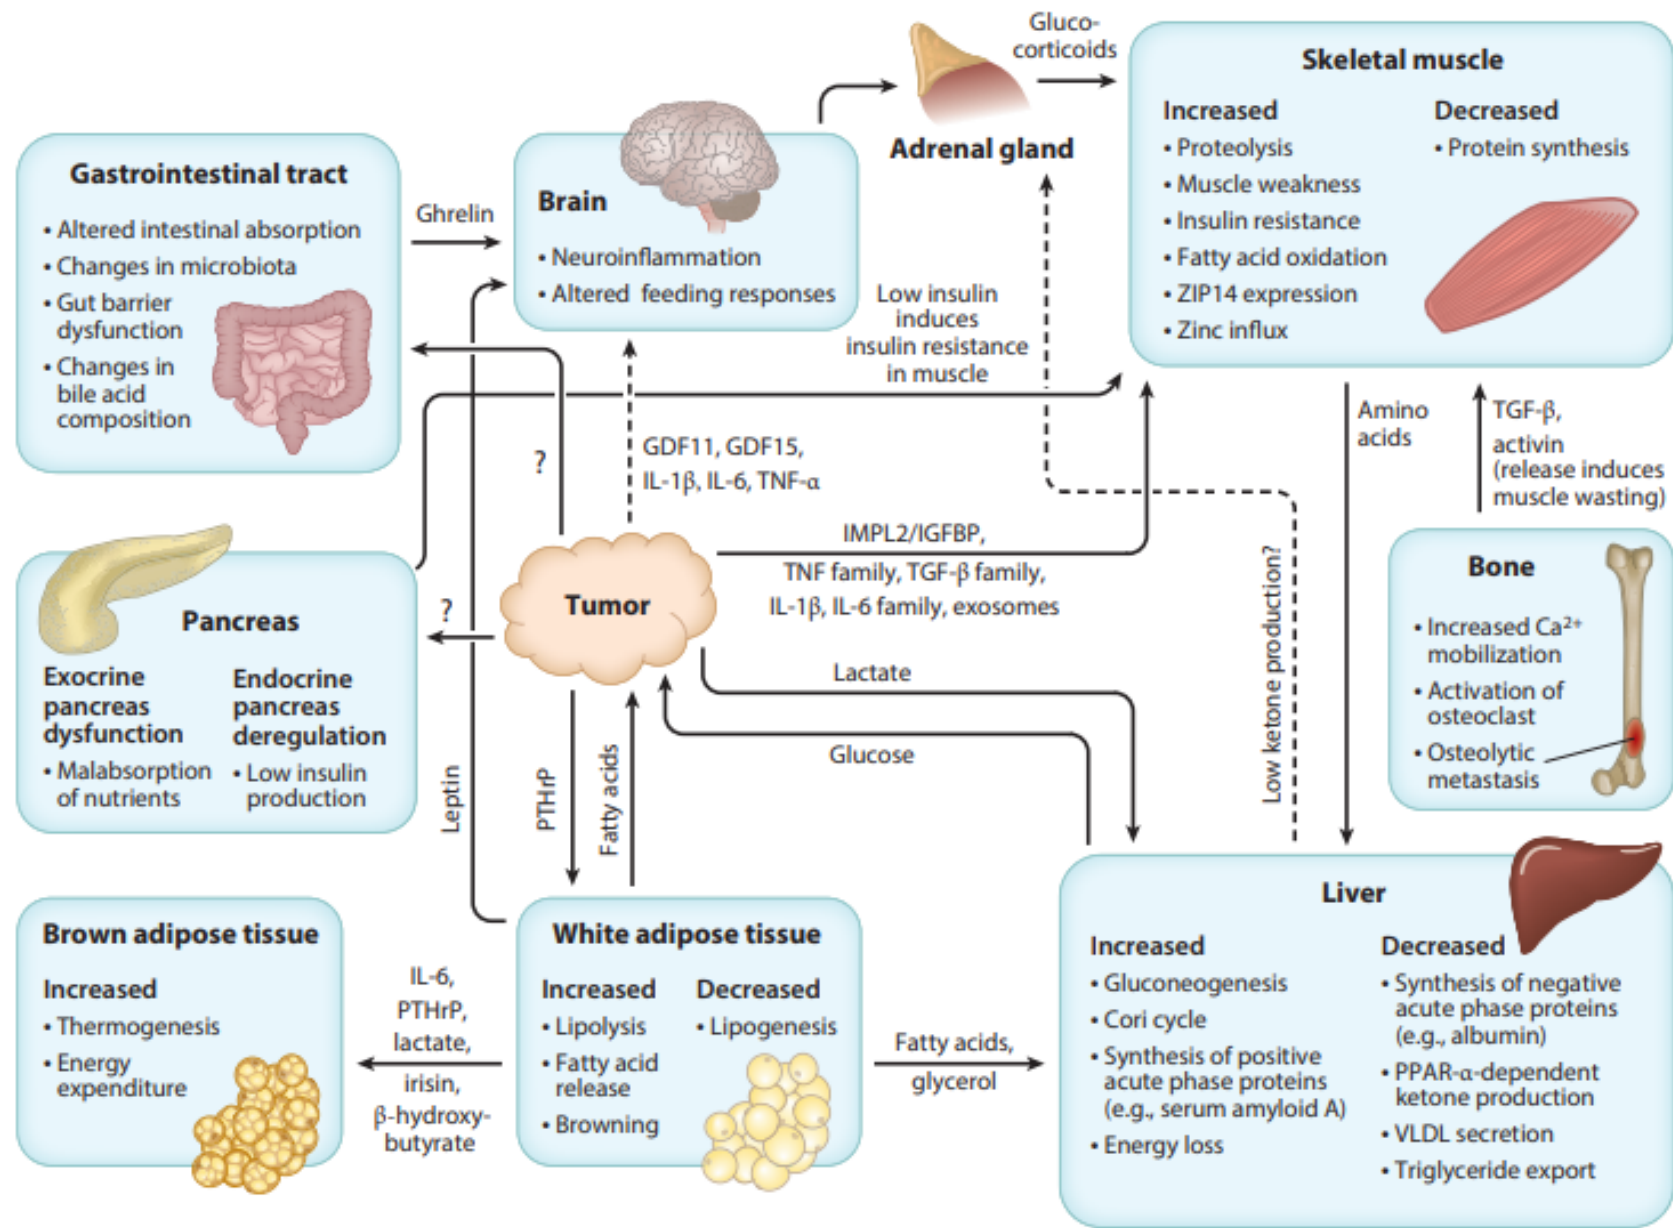 Gluco-
corticoids
Adrenal gland
Skeletal muscle
Increased
• Proteolysis
• Muscle weakness
• Insulin resistance
• Fatty acid oxidation
• ZIP14 expression
• Zinc influx
Decreased
• Protein synthesis
Gastrointestinal tract
• Altered intestinal absorption
• Changes in microbiota
• Gut barrier
dysfunction
• Changes in
bile acid
composition
Ghrelin
Brain
• Neuroinflammation
• Altered feeding responses
Low insulin
induces
insulin resistance
in muscle
?
GDF11, GDF15,
IL-1β, IL-6, TNF-α
Amino
acids
TGF-β,
activin
(release induces
muscle wasting)
Pancreas
Exocrine
pancreas
dysfunction
• Malabsorption
of nutrients
Endocrine
pancreas
deregulation
• Low insulin
production
?
Tumor
IMPL2/IGFBP,
TNF family, TGF-β family,
IL-1β, IL-6 family, exosomes
Lactate
Glucose
Low ketone production?
Bone
• Increased Ca²⁺
mobilization
• Activation of
osteoclast
• Osteolytic
metastasis
Leptin
PTHrP
Fatty acids
Brown adipose tissue
Increased
• Thermogenesis
• Energy
expenditure
IL-6,
PTHrP,
lactate,
irisin,
β-hydroxy-
butyrate
White adipose tissue
Increased
• Lipolysis
• Fatty acid
release
• Browning
Decreased
• Lipogenesis
Fatty acids,
glycerol
Liver
Increased
• Gluconeogenesis
• Cori cycle
• Synthesis of positive
acute phase proteins
(e.g., serum amyloid A)
• Energy loss
Decreased
• Synthesis of negative
acute phase proteins
(e.g., albumin)
• PPAR-α-dependent
ketone production
• VLDL secretion
• Triglyceride export